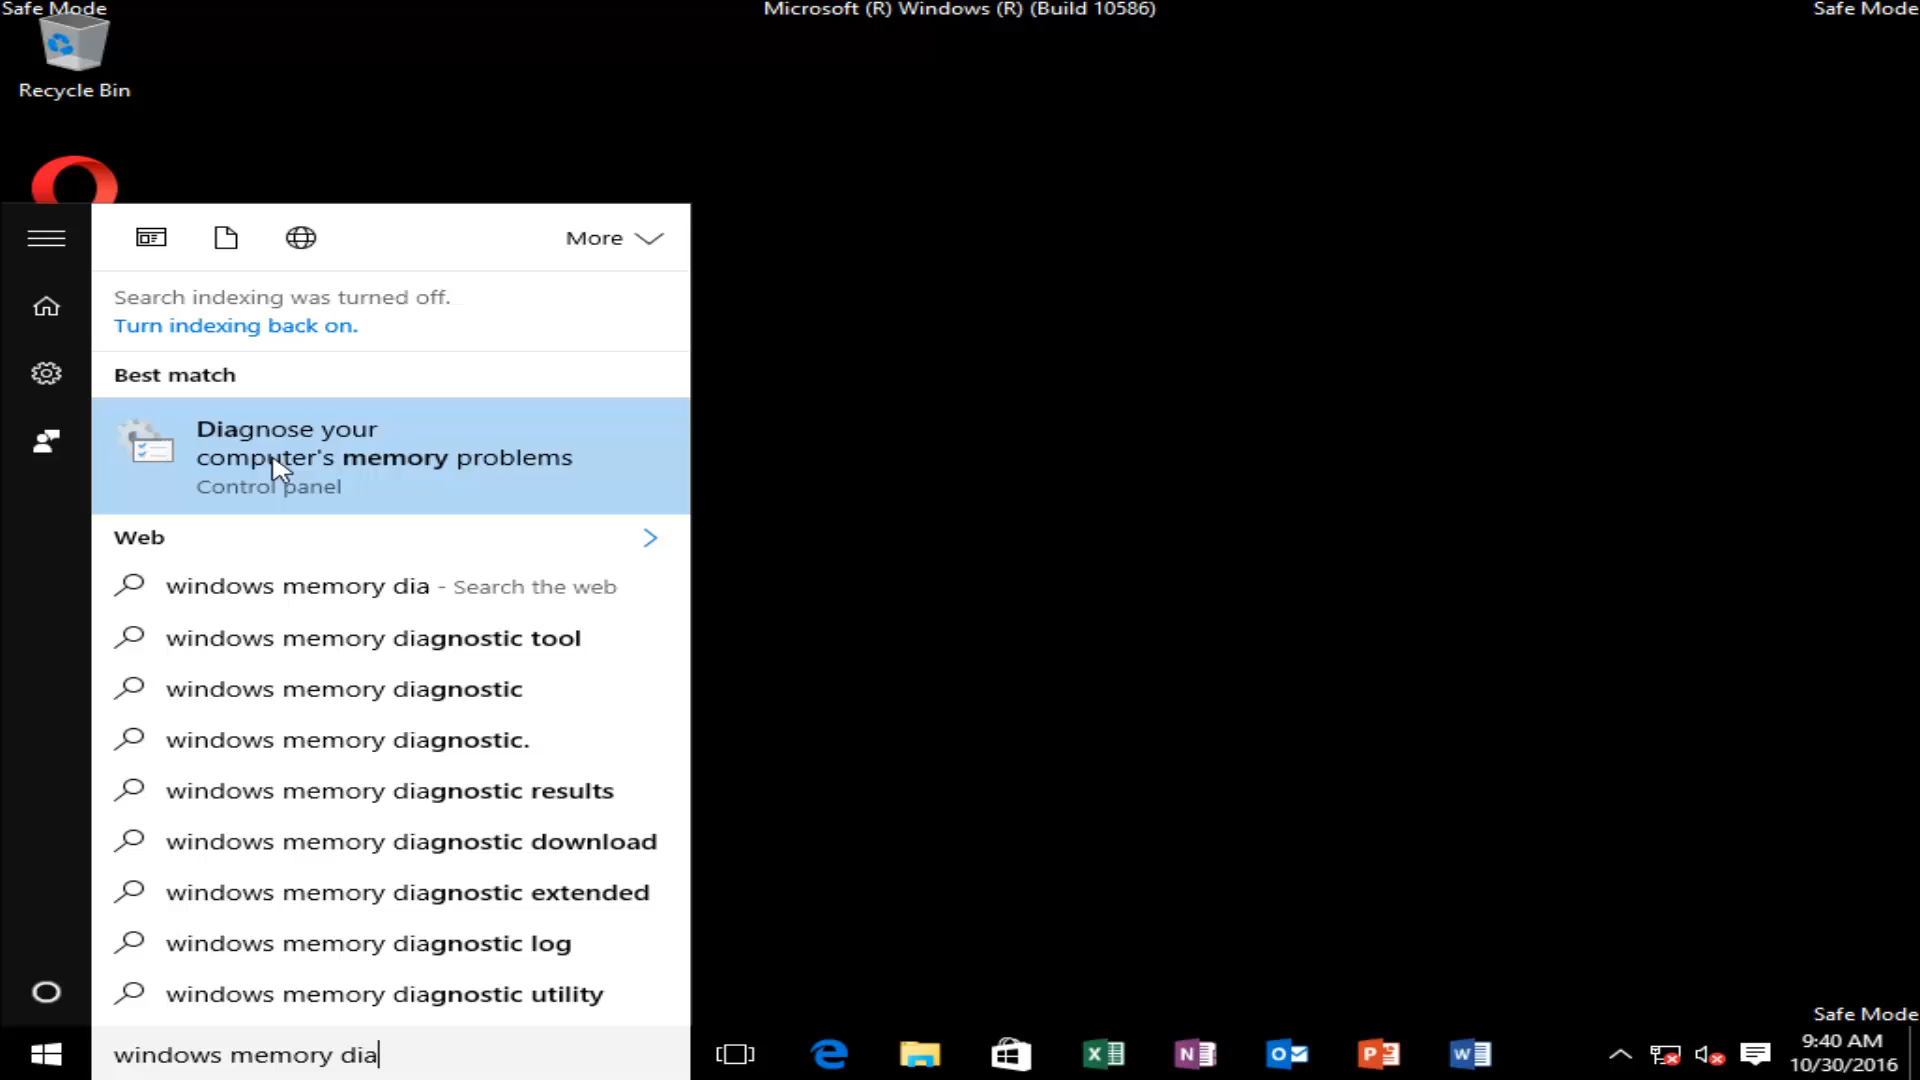 Safe Mode
Microsoft (R) Windows (R) (Build 10586)
Safe Mode
Recycle Bin
More
Search indexing was turned off.
Turn indexing back on.
Best match
Diagnose your
computer's memory problems
Control panel
Web
windows memory dia - Search the web
windows memory diagnostic tool
windows memory diagnostic
windows memory diagnostic.
windows memory diagnostic results
windows memory diagnostic download
windows memory diagnostic extended
windows memory diagnostic log
windows memory diagnostic utility
windows memory dia
Safe Mode
9:40 AM
10/30/2016